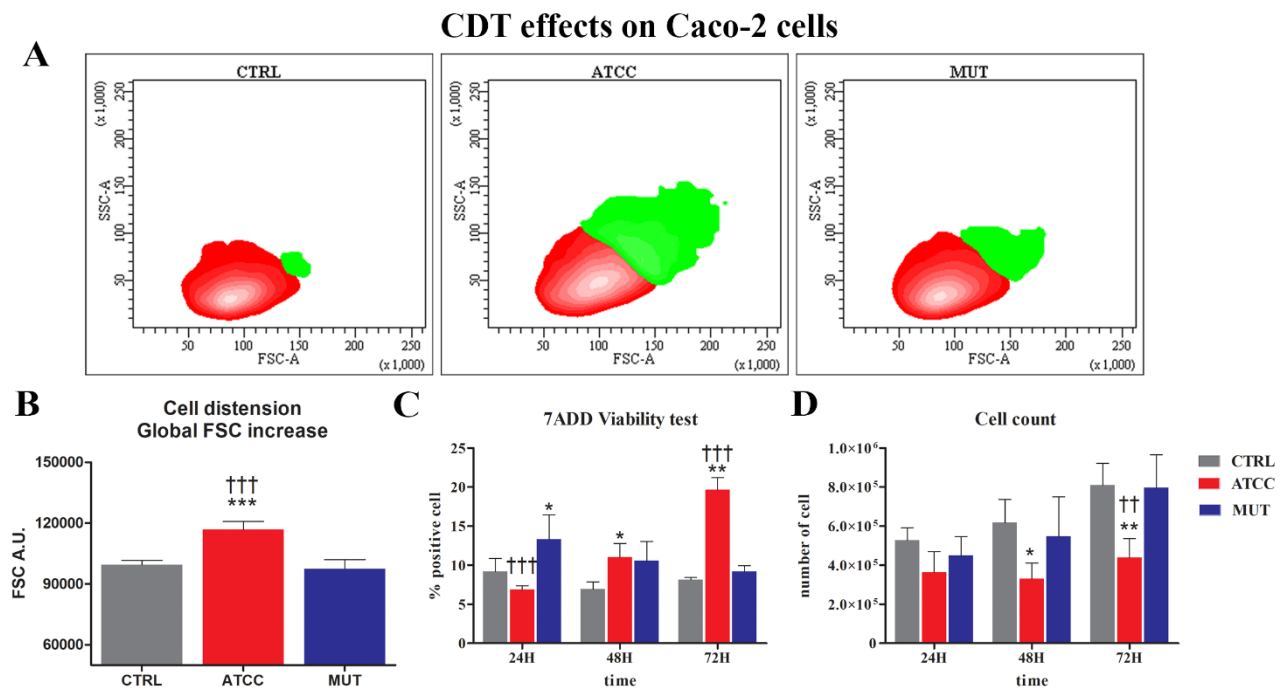 CDT effects on Caco-2 cells
A
CTRL
(x 1,000)
SSC-A
250
200
150
100
50
50 100 150 200 250
FSC-A
(x 1,000)
ATCC
(x 1,000)
SSC-A
250
200
150
100
50
50 100 150 200 250
FSC-A
(x 1,000)
MUT
(x 1,000)
SSC-A
250
200
150
100
50
50 100 150 200 250
FSC-A
(x 1,000)
B
Cell distension
Global FSC increase
FSC A.U.
150000
120000
90000
60000
†††
***
CTRL ATCC MUT
C
7ADD Viability test
% positive cell
25
20
15
10
5
0
†††
*
*
†††
**
24H 48H 72H
time
D
Cell count
number of cell
1.0×10⁶
8.0×10⁵
6.0×10⁵
4.0×10⁵
2.0×10⁵
0
*
††
**
24H 48H 72H
time
CTRL
ATCC
MUT